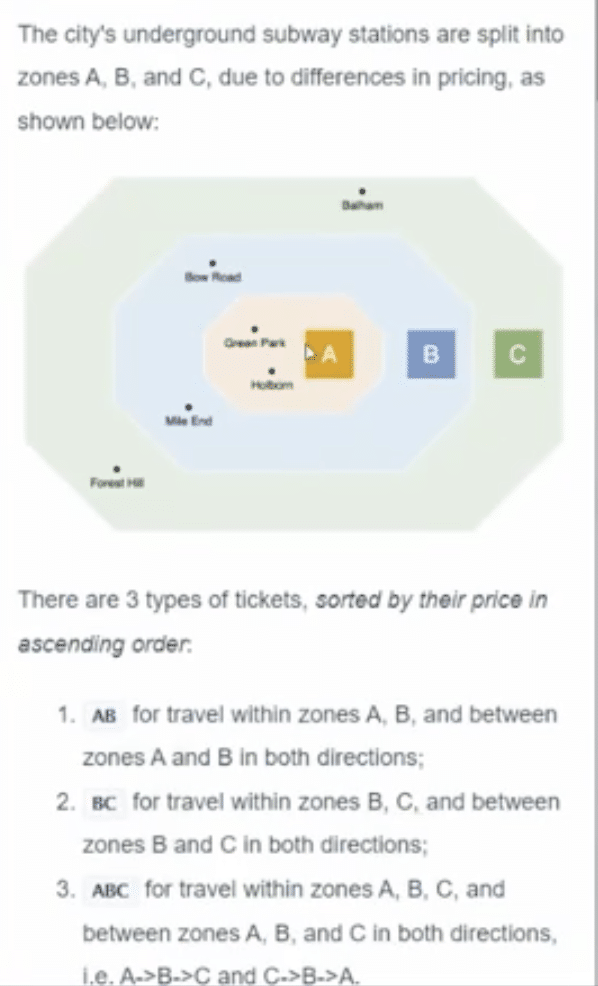 The city's underground subway stations are split into
zones A, B, and C, due to differences in pricing, as
shown below:
Balham
Bow Road
Green Park
A
B
C
Holborn
Mile End
Forest Hill
There are 3 types of tickets, sorted by their price in
ascending order:
1. AB for travel within zones A, B, and between
zones A and B in both directions;
2. BC for travel within zones B, C, and between
zones B and C in both directions;
3. ABC for travel within zones A, B, C, and
between zones A, B, and C in both directions,
i.e. A->B->C and C->B->A.